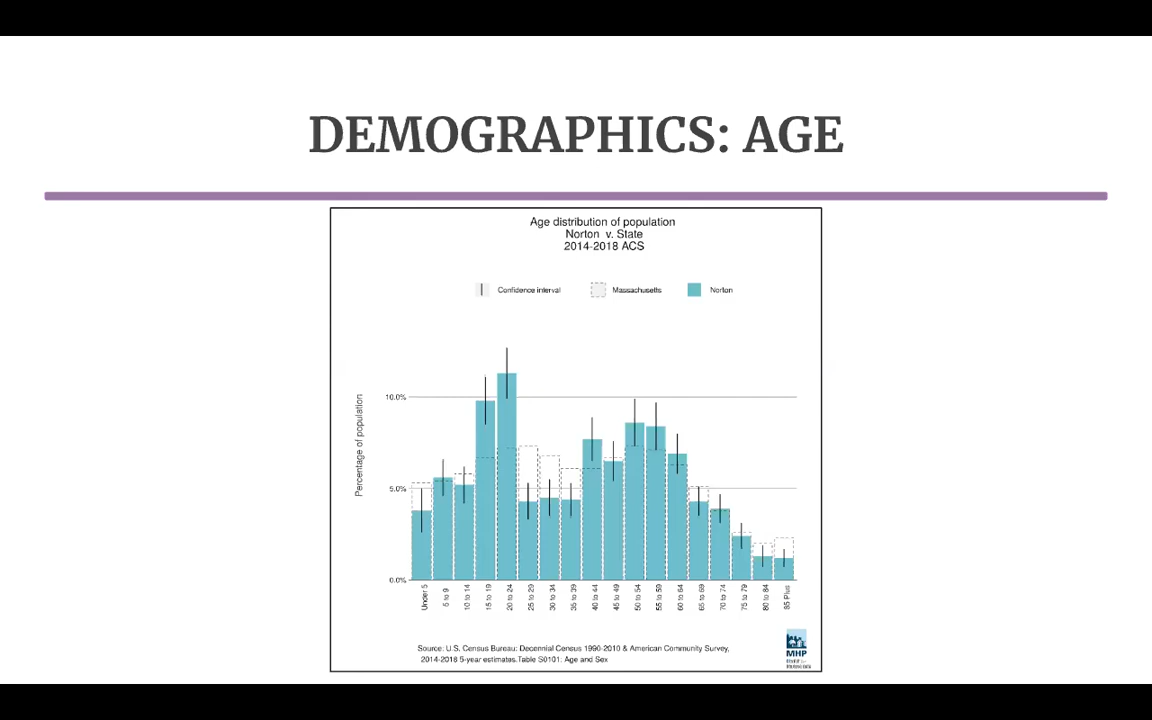 DEMOGRAPHICS: AGE
Age distribution of population
Norton v. State
2014-2018 ACS
Confidence interval
Massachusetts
Norton
Percentage of population
10.0%
5.0%
0.0%
Under 5
5 to 9
10 to 14
15 to 19
20 to 24
25 to 29
30 to 34
35 to 39
40 to 44
45 to 49
50 to 54
55 to 59
60 to 64
65 to 69
70 to 74
75 to 79
80 to 84
85 Plus
Source: U.S. Census Bureau: Decennial Census 1990-2010 & American Community Survey,
2014-2018 5-year estimates.Table S0101: Age and Sex
MHP